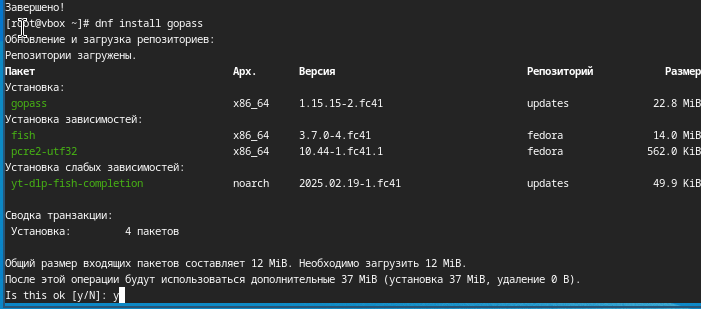 Завершено!
[root@vbox ~]# dnf install gopass
Обновление и загрузка репозиториев:
Репозитории загружены.
Пакет Арх. Версия Репозиторий Размер
Установка:
gopass x86_64 1.15.15-2.fc41 updates 22.8 MiB
Установка зависимостей:
fish x86_64 3.7.0-4.fc41 fedora 14.0 MiB
pcre2-utf32 x86_64 10.44-1.fc41.1 fedora 562.0 KiB
Установка слабых зависимостей:
yt-dlp-fish-completion noarch 2025.02.19-1.fc41 updates 49.9 KiB
Сводка транзакции:
Установка: 4 пакетов
Общий размер входящих пакетов составляет 12 MiB. Необходимо загрузить 12 MiB.
После этой операции будут использоваться дополнительные 37 MiB (установка 37 MiB, удаление 0 B).
Is this ok [y/N]: y